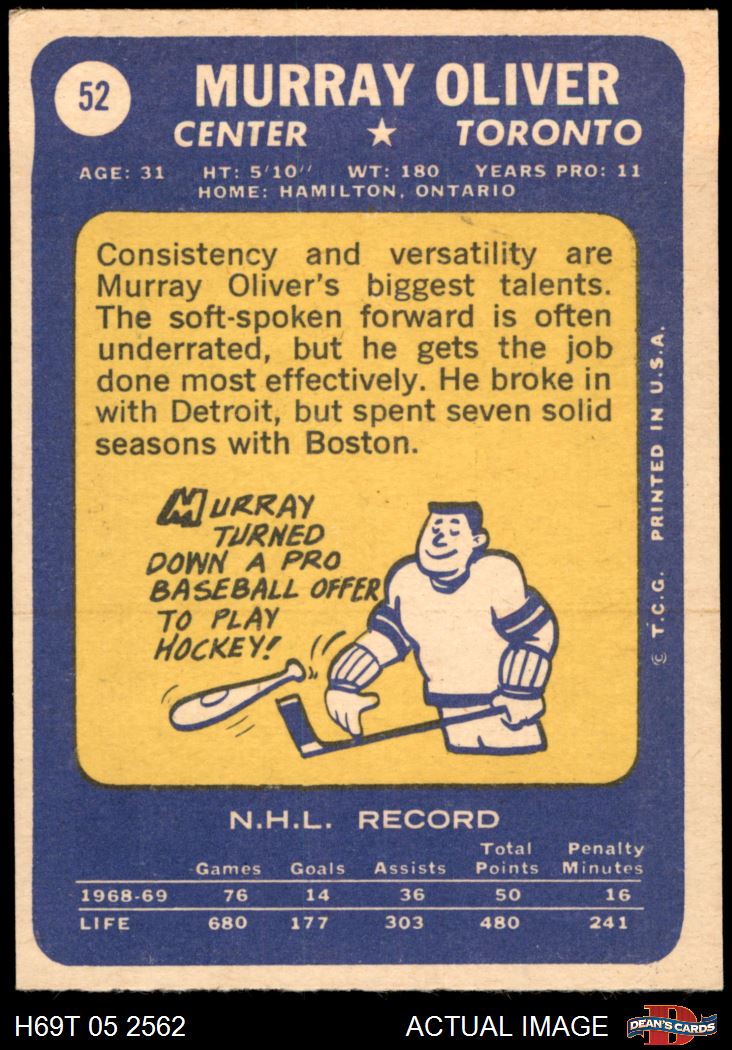 52
MURRAY OLIVER
CENTER ★ TORONTO
AGE: 31 HT: 5'10'' WT: 180 YEARS PRO: 11
HOME: HAMILTON, ONTARIO
Consistency and versatility are
Murray Oliver's biggest talents.
The soft-spoken forward is often
underrated, but he gets the job
done most effectively. He broke in
with Detroit, but spent seven solid
seasons with Boston.
MURRAY
TURNED
DOWN A PRO
BASEBALL OFFER
TO PLAY
HOCKEY!
© T.C.G. PRINTED IN U.S.A.
N.H.L. RECORD
Games Goals Assists Total Points Penalty Minutes
1968-69 76 14 36 50 16
LIFE 680 177 303 480 241
H69T 05 2562
ACTUAL IMAGE
D
DEAN'S CARDS